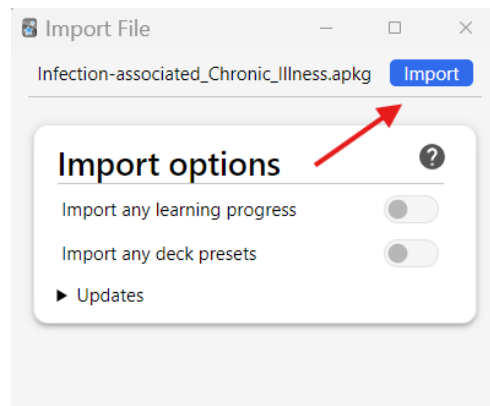 Import File
Infection-associated_Chronic_Illness.apkg Import
Import options ?
Import any learning progress
Import any deck presets
Updates